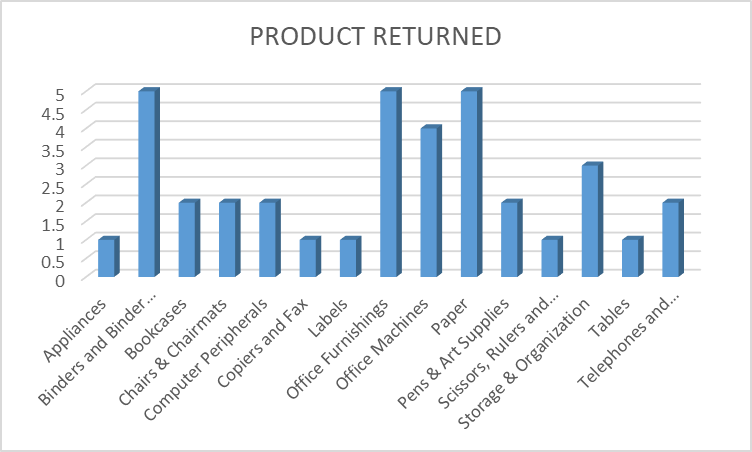 PRODUCT RETURNED
5
4.5
4
3.5
3
2.5
2
1.5
1
0.5
0
Appliances
Binders and Binder...
Bookcases
Chairs & Chairmats
Computer Peripherals
Copiers and Fax
Labels
Office Furnishings
Office Machines
Paper
Pens & Art Supplies
Scissors, Rulers and...
Storage & Organization
Tables
Telephones and...